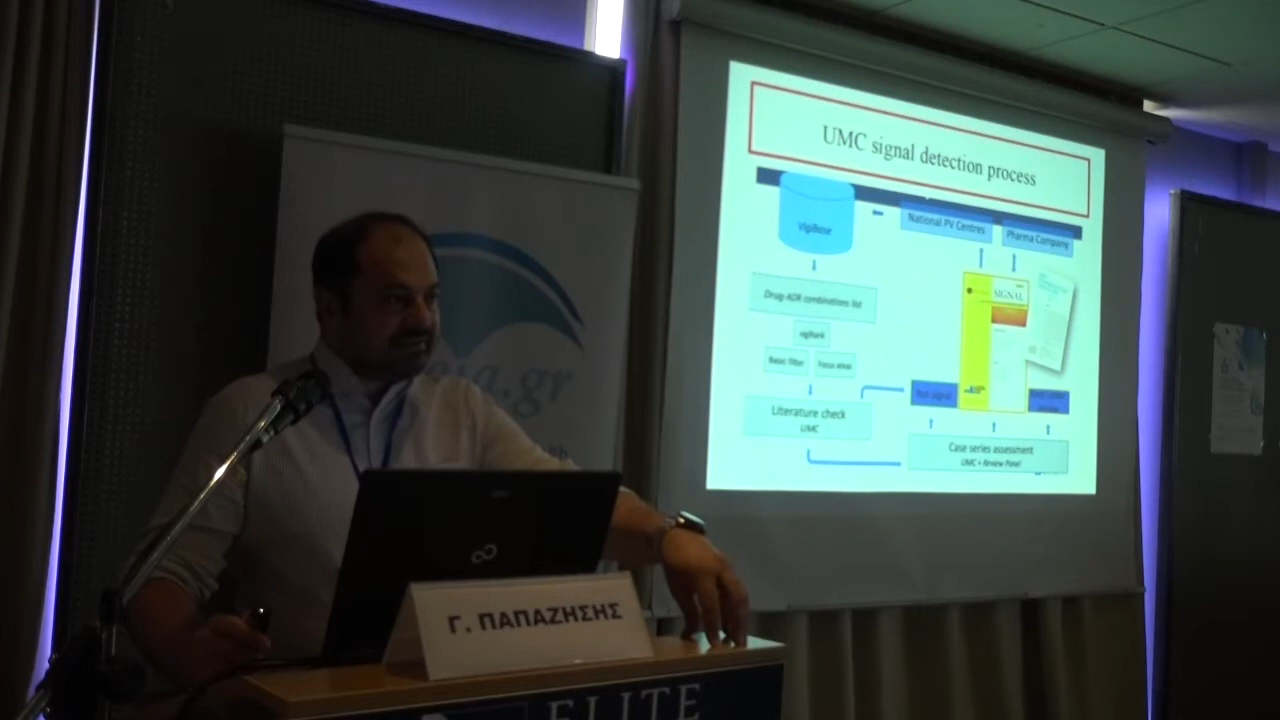 UMC signal detection process
VigiBase
National PV Centres
Pharma Company
Drug-ADR combinations list
SIGNAL
vigiRank
Basic filter
Focus areas
Literature check
UMC
Not signal
Case series assessment
UMC + Review Panel
.gr
Γ. ΠΑΠΑΖΗΣΗΣ
ELITE